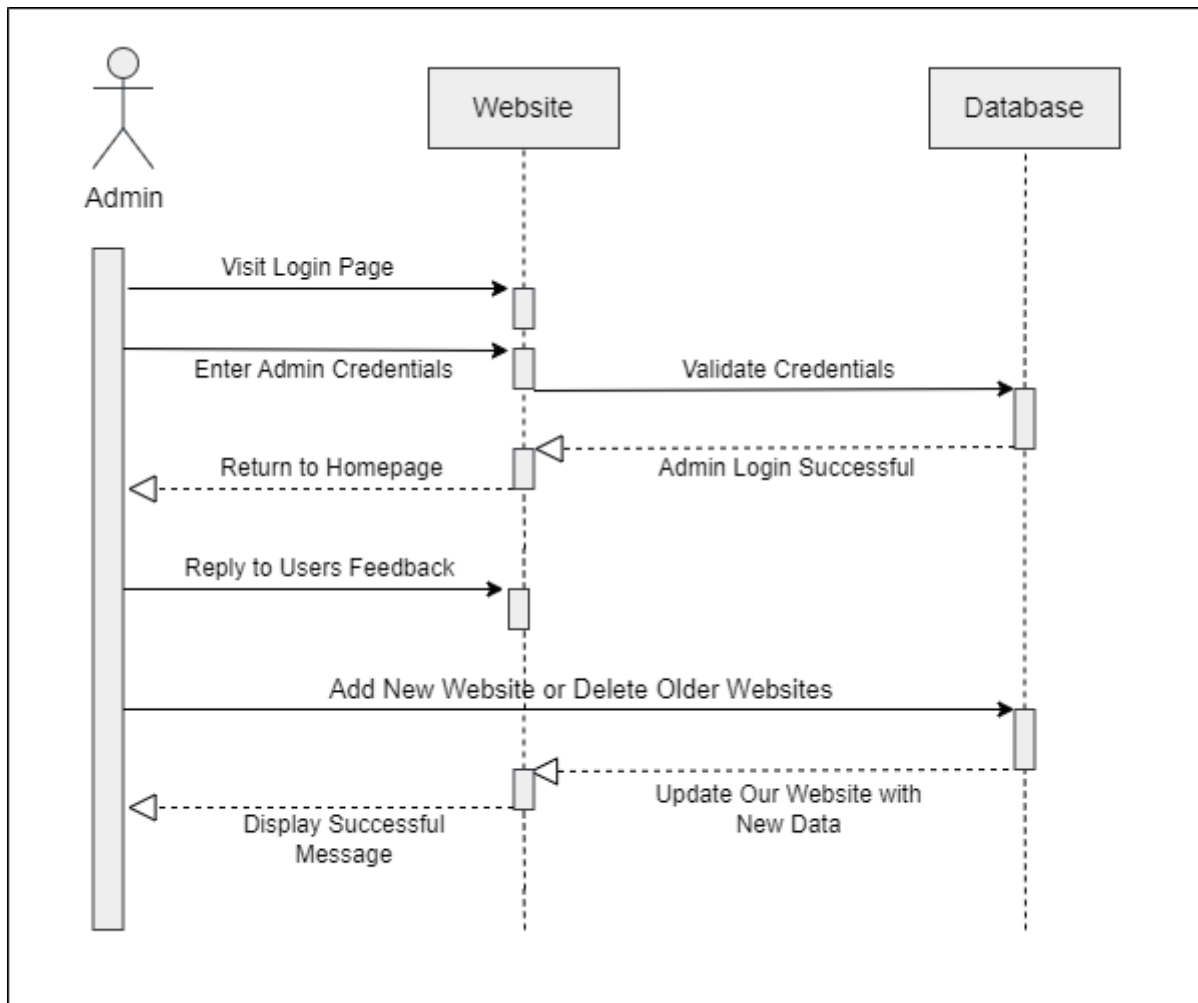 Website
Database
Admin
Visit Login Page
Enter Admin Credentials
Validate Credentials
Return to Homepage
Admin Login Successful
Reply to Users Feedback
Add New Website or Delete Older Websites
Update Our Website with
New Data
Display Successful
Message